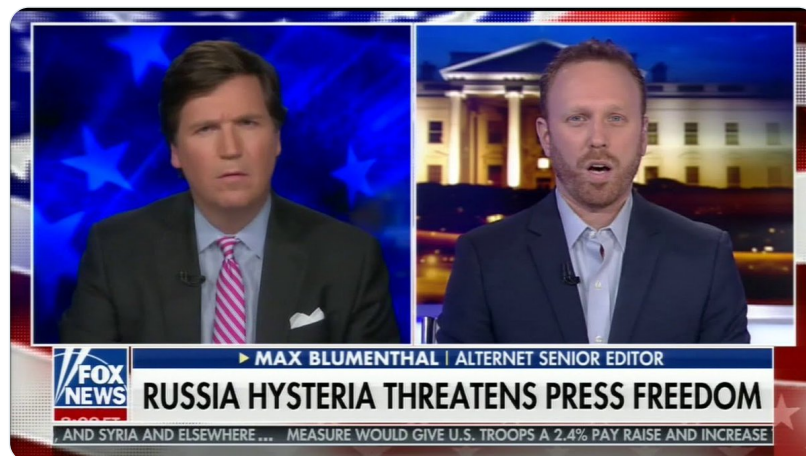 MAX BLUMENTHAL | ALTERNET SENIOR EDITOR
FOX
NEWS
RUSSIA HYSTERIA THREATENS PRESS FREEDOM
, AND SYRIA AND ELSEWHERE... MEASURE WOULD GIVE U.S. TROOPS A 2.4% PAY RAISE AND INCREASE